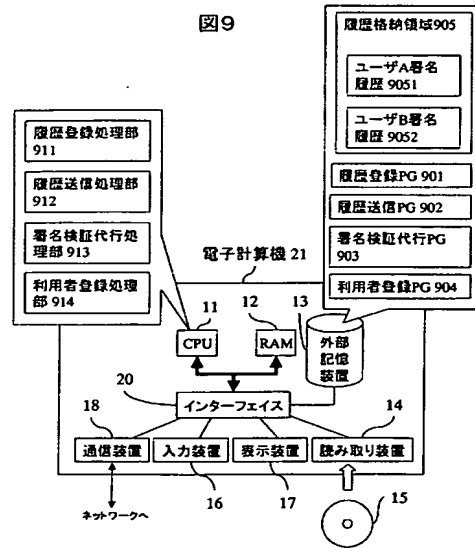 図9
履歴格納領域905
ユーザA署名
履歴 9051
ユーザB署名
履歴 9052
履歴登録PG 901
履歴送信PG 902
署名検証代行PG
903
利用者登録PG 904
履歴登録処理部
911
履歴送信処理部
912
署名検証代行処
理部 913
利用者登録処理
部 914
電子計算機 21
11
12
13
CPU
RAM
外部
記憶
装置
20
インターフェイス
18
14
通信装置
入力装置
表示装置
読み取り装置
16
17
15
ネットワークへ